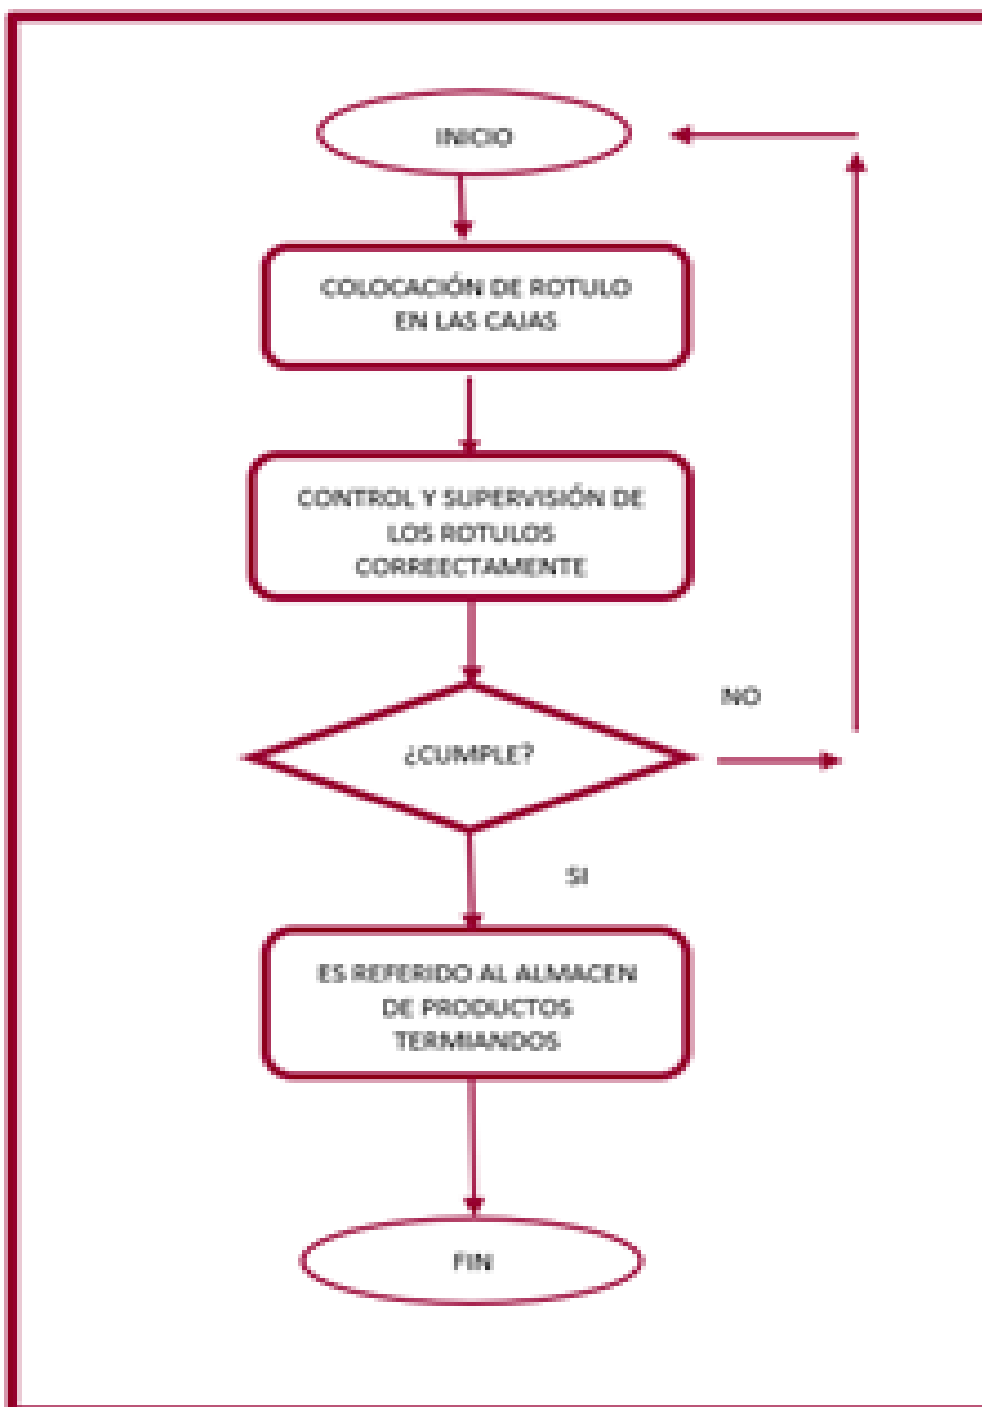 INICIO
COLOCACIÓN DE ROTULO
EN LAS CAJAS
CONTROL Y SUPERVISIÓN DE
LOS ROTULOS
CORREECTAMENTE
NO
¿CUMPLE?
SI
ES REFERIDO AL ALMACEN
DE PRODUCTOS
TERMIANDOS
FIN